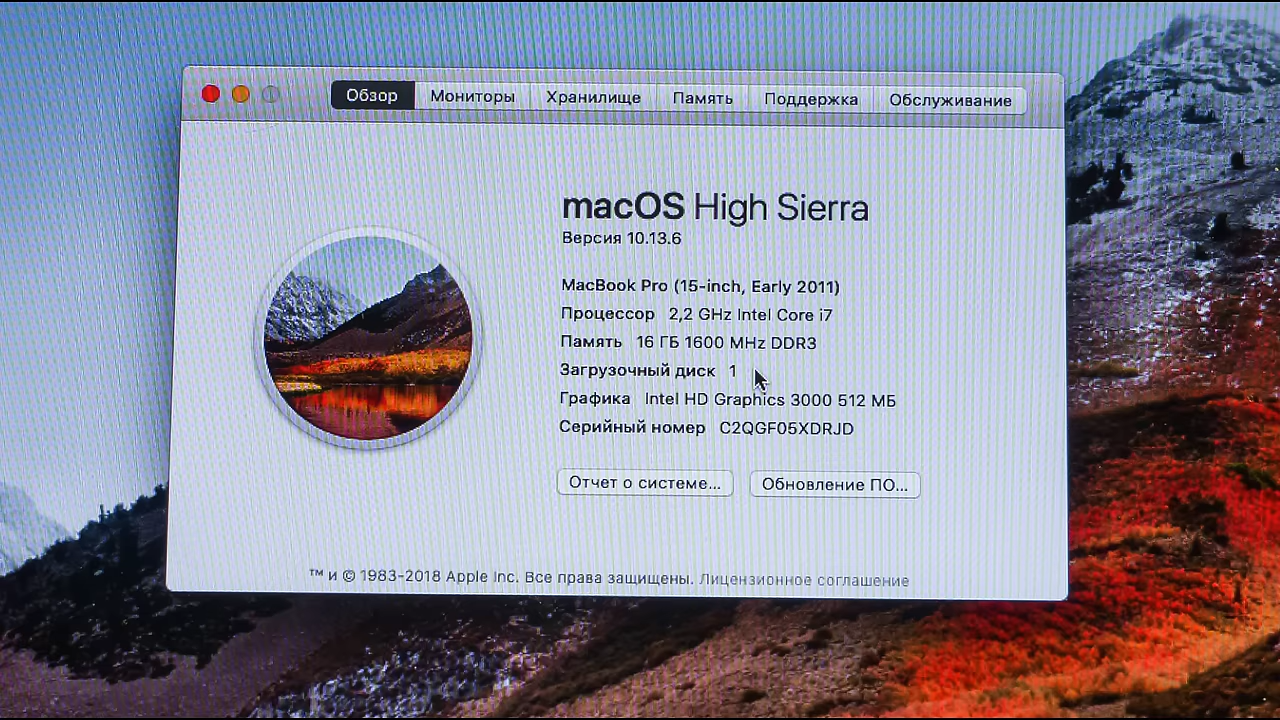 Обзор Мониторы Хранилище Память Поддержка Обслуживание
macOS High Sierra
Версия 10.13.6
MacBook Pro (15-inch, Early 2011)
Процессор 2,2 GHz Intel Core i7
Память 16 ГБ 1600 MHz DDR3
Загрузочный диск 1
Графика Intel HD Graphics 3000 512 МБ
Серийный номер C2QGF05XDRJD
Отчет о системе... Обновление ПО...
™ и © 1983-2018 Apple Inc. Все права защищены. Лицензионное соглашение